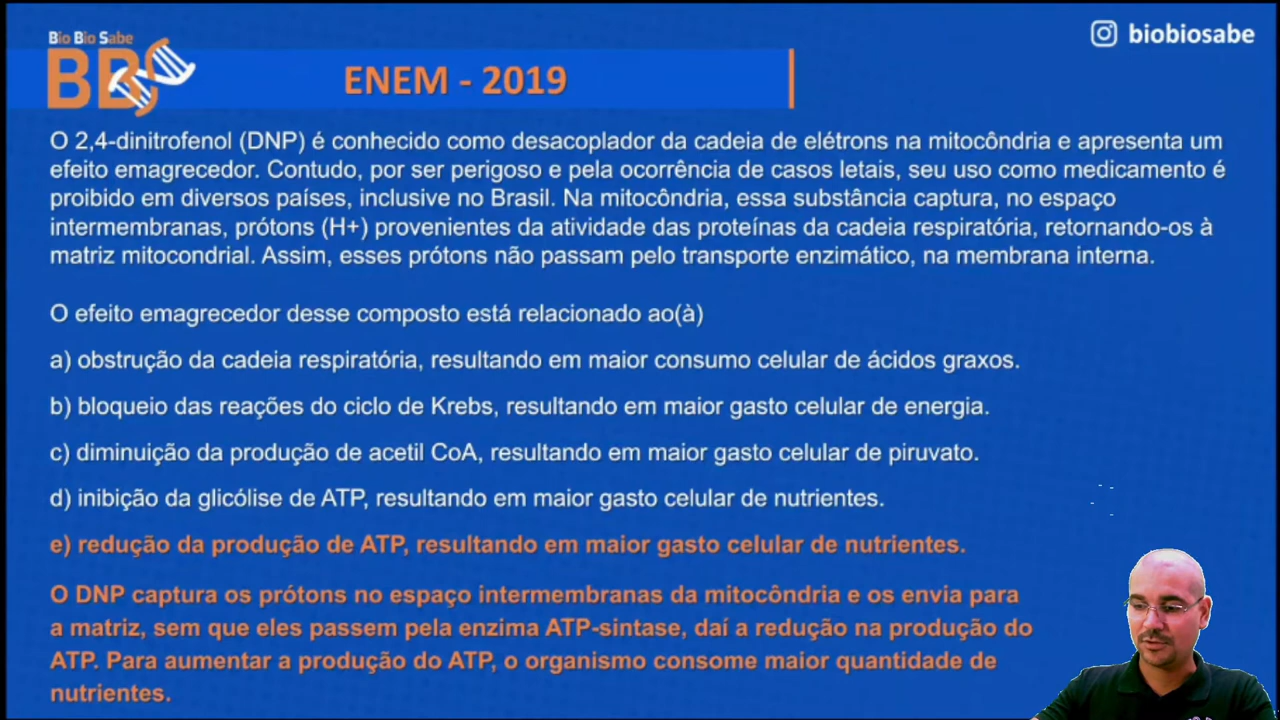 Bio Bio Sabe
BBS
biobiosabe
ENEM - 2019
O 2,4-dinitrofenol (DNP) é conhecido como desacoplador da cadeia de elétrons na mitocôndria e apresenta um
efeito emagrecedor. Contudo, por ser perigoso e pela ocorrência de casos letais, seu uso como medicamento é
proibido em diversos países, inclusive no Brasil. Na mitocôndria, essa substância captura, no espaço
intermembranas, prótons (H+) provenientes da atividade das proteínas da cadeia respiratória, retornando-os à
matriz mitocondrial. Assim, esses prótons não passam pelo transporte enzimático, na membrana interna.
O efeito emagrecedor desse composto está relacionado ao(à)
a) obstrução da cadeia respiratória, resultando em maior consumo celular de ácidos graxos.
b) bloqueio das reações do ciclo de Krebs, resultando em maior gasto celular de energia.
c) diminuição da produção de acetil CoA, resultando em maior gasto celular de piruvato.
d) inibição da glicólise de ATP, resultando em maior gasto celular de nutrientes.
e) redução da produção de ATP, resultando em maior gasto celular de nutrientes.
O DNP captura os prótons no espaço intermembranas da mitocôndria e os envia para
a matriz, sem que eles passem pela enzima ATP-sintase, daí a redução na produção do
ATP. Para aumentar a produção do ATP, o organismo consome maior quantidade de
nutrientes.